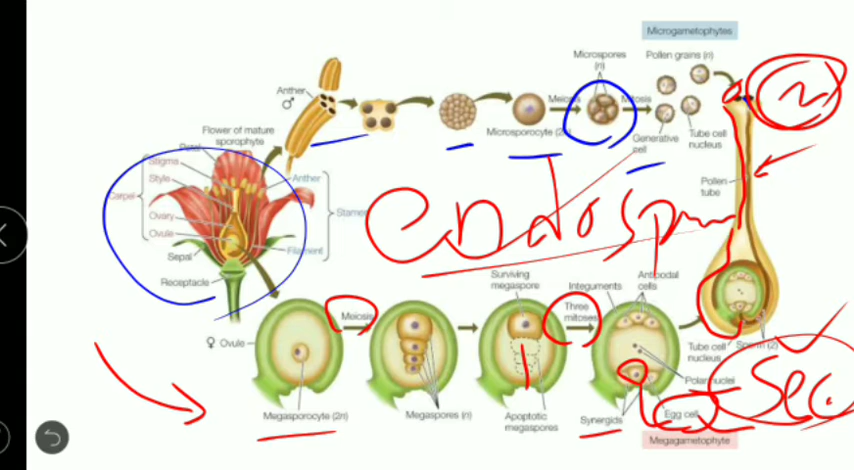 Microgametophytes
Microspores
(n)
Pollen grains (n)
Anther
♂
Meiosis
Mitosis
Microsporocyte (2n)
Flower of mature
sporophyte
Generative
cell
Tube cell
nucleus
Petal
Stigma
Style
Carpel
Ovary
Ovule
Sepal
Receptacle
Anther
Stamen
Filament
Pollen
tube
Surviving
megaspore
Integuments
Antipodal
cells
Meiosis
Three
mitoses
♀ Ovule
Tube cell
nucleus
Sperm (2)
Polar nuclei
Sec.
Megasporocyte (2n)
Megaspores (n)
Apoptotic
megaspores
Synergids
Egg cell
Megagametophyte